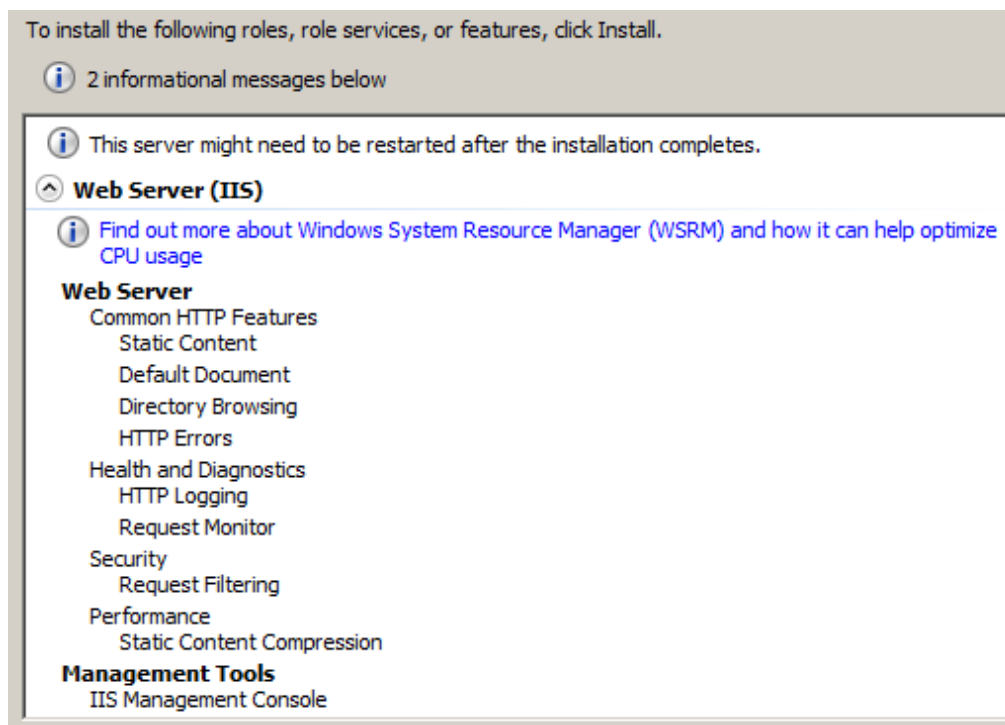 To install the following roles, role services, or features, click Install.
2 informational messages below
This server might need to be restarted after the installation completes.
Web Server (IIS)
Find out more about Windows System Resource Manager (WSRM) and how it can help optimize
CPU usage
Web Server
Common HTTP Features
Static Content
Default Document
Directory Browsing
HTTP Errors
Health and Diagnostics
HTTP Logging
Request Monitor
Security
Request Filtering
Performance
Static Content Compression
Management Tools
IIS Management Console